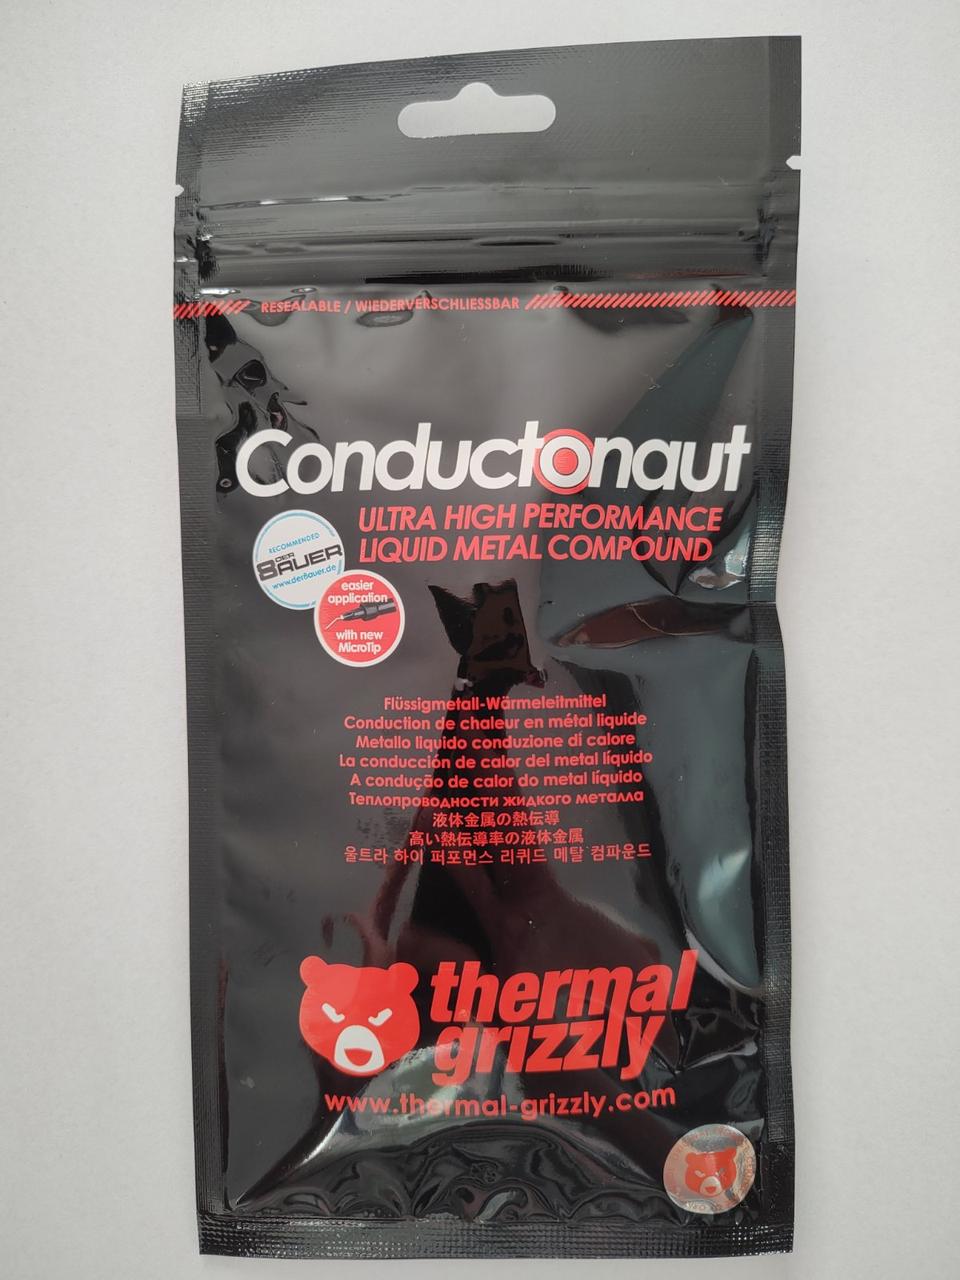 RESEALABLE / WIEDERVERSCHLIESSBAR
Conductonaut
ULTRA HIGH PERFORMANCE
LIQUID METAL COMPOUND
RECOMMENDED
DER
8AUER
www.der8auer.de
easier
application
with new
MicroTip
Flüssigmetall-Wärmeleitmittel
Conduction de chaleur en métal liquide
Metallo liquido conduzione di calore
La conducción de calor del metal líquido
A condução de calor do metal líquido
Теплопроводности жидкого металла
液体金属の熱伝導
高い熱伝導率の液体金属
울트라 하이 퍼포먼스 리퀴드 메탈 컴파운드
thermal
grizzly
www.thermal-grizzly.com